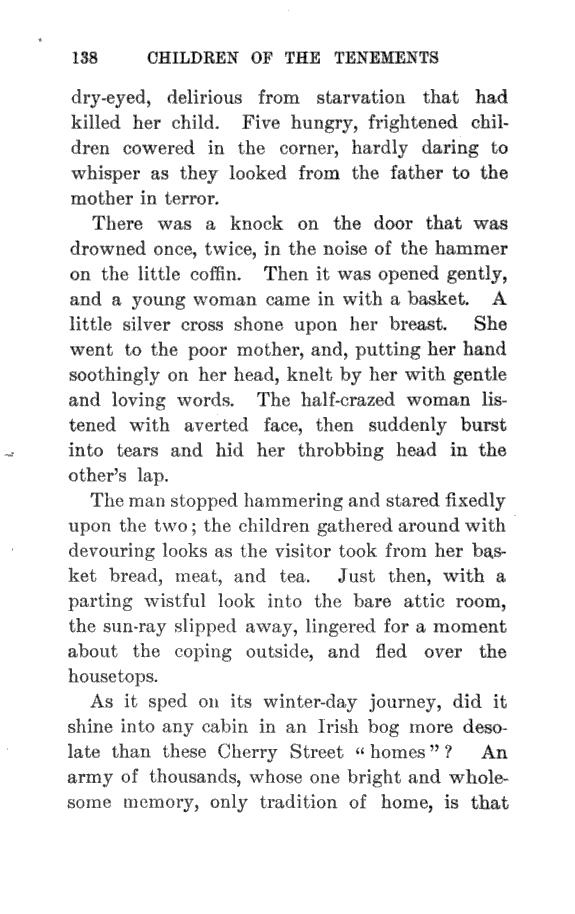 138 CHILDREN OF THE TENEMENTS
dry-eyed, delirious from starvation that had
killed her child. Five hungry, frightened chil-
dren cowered in the corner, hardly daring to
whisper as they looked from the father to the
mother in terror.
There was a knock on the door that was
drowned once, twice, in the noise of the hammer
on the little coffin. Then it was opened gently,
and a young woman came in with a basket. A
little silver cross shone upon her breast. She
went to the poor mother, and, putting her hand
soothingly on her head, knelt by her with gentle
and loving words. The half-crazed woman lis-
tened with averted face, then suddenly burst
into tears and hid her throbbing head in the
other's lap.
The man stopped hammering and stared fixedly
upon the two; the children gathered around with
devouring looks as the visitor took from her bas-
ket bread, meat, and tea. Just then, with a
parting wistful look into the bare attic room,
the sun-ray slipped away, lingered for a moment
about the coping outside, and fled over the
housetops.
As it sped on its winter-day journey, did it
shine into any cabin in an Irish bog more deso-
late than these Cherry Street "homes"? An
army of thousands, whose one bright and whole-
some memory, only tradition of home, is that